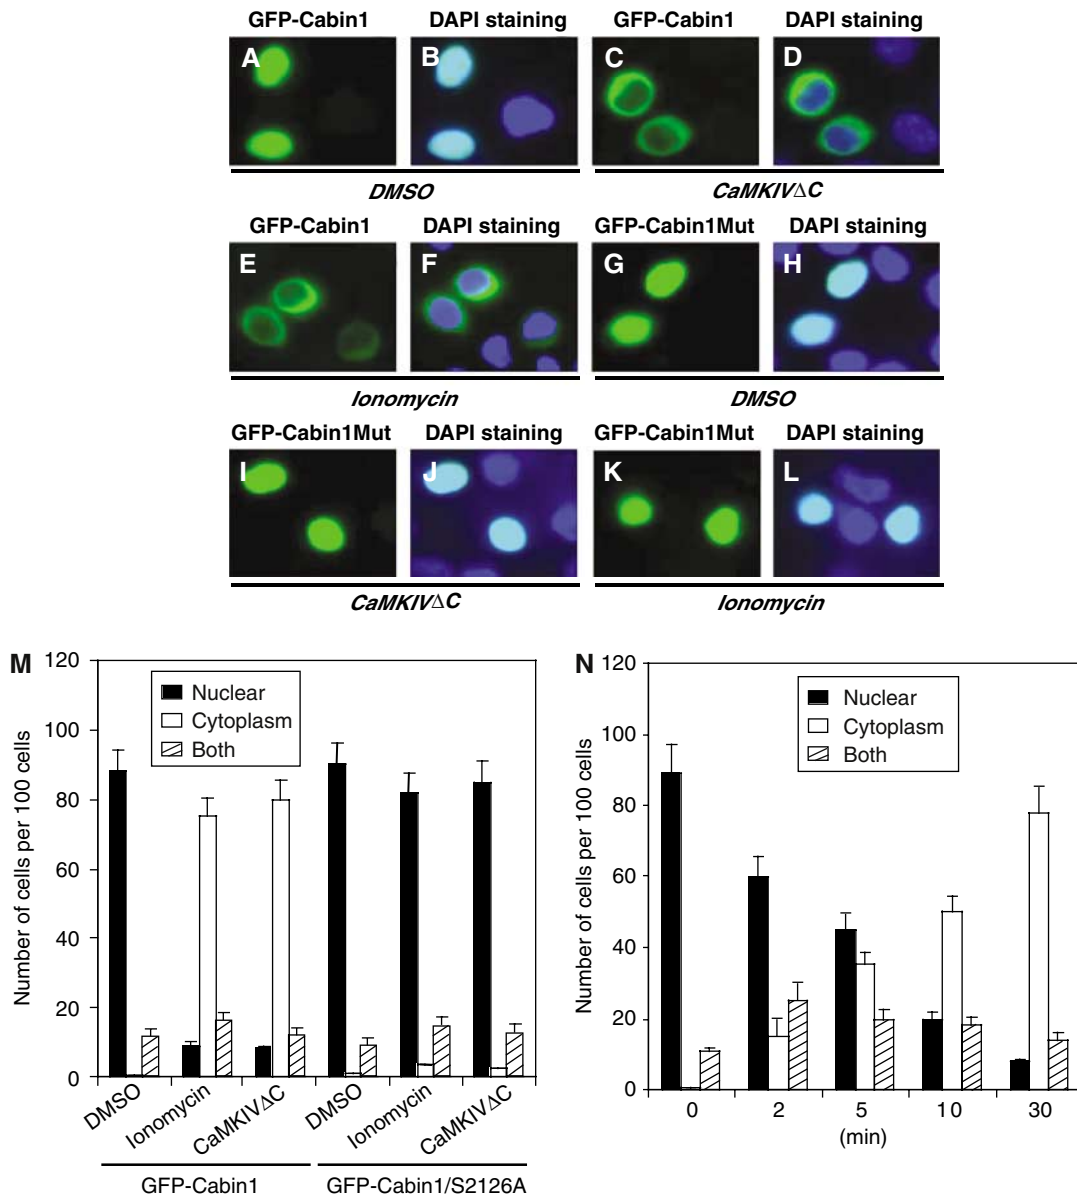 GFP-Cabin1 DAPI staining GFP-Cabin1 DAPI staining
A B C D
DMSO CaMKIVΔC
GFP-Cabin1 DAPI staining GFP-Cabin1Mut DAPI staining
E F G H
Ionomycin DMSO
GFP-Cabin1Mut DAPI staining GFP-Cabin1Mut DAPI staining
I J K L
CaMKIVΔC Ionomycin
M
Number of cells per 100 cells
120
100
80
60
40
20
0
Nuclear
Cytoplasm
Both
DMSO Ionomycin CaMKIVΔC DMSO Ionomycin CaMKIVΔC
GFP-Cabin1 GFP-Cabin1/S2126A
N
Number of cells per 100 cells
120
100
80
60
40
20
0
Nuclear
Cytoplasm
Both
0 2 5 10 30
(min)